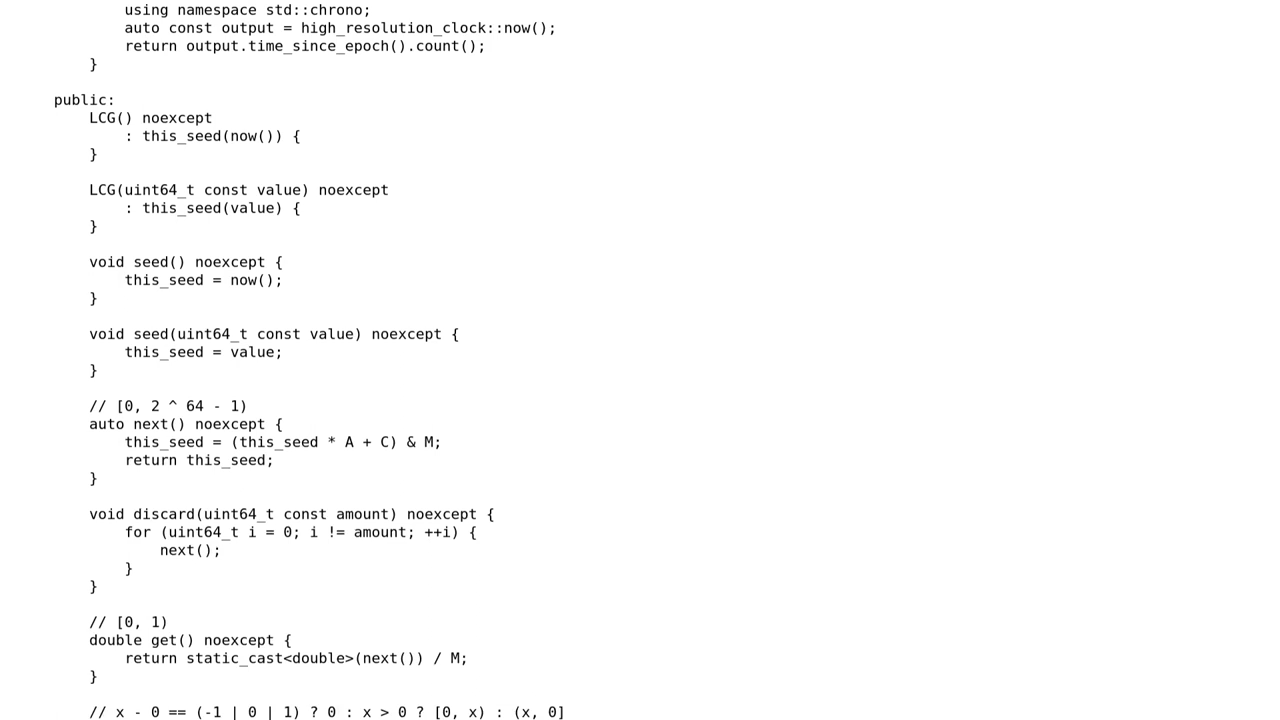 using namespace std::chrono;
        auto const output = high_resolution_clock::now();
        return output.time_since_epoch().count();
    }

public:
    LCG() noexcept
        : this_seed(now()) {
    }

    LCG(uint64_t const value) noexcept
        : this_seed(value) {
    }

    void seed() noexcept {
        this_seed = now();
    }

    void seed(uint64_t const value) noexcept {
        this_seed = value;
    }

    // [0, 2 ^ 64 - 1)
    auto next() noexcept {
        this_seed = (this_seed * A + C) & M;
        return this_seed;
    }

    void discard(uint64_t const amount) noexcept {
        for (uint64_t i = 0; i != amount; ++i) {
            next();
        }
    }

    // [0, 1)
    double get() noexcept {
        return static_cast<double>(next()) / M;
    }

    // x - 0 == (-1 | 0 | 1) ? 0 : x > 0 ? [0, x) : (x, 0]